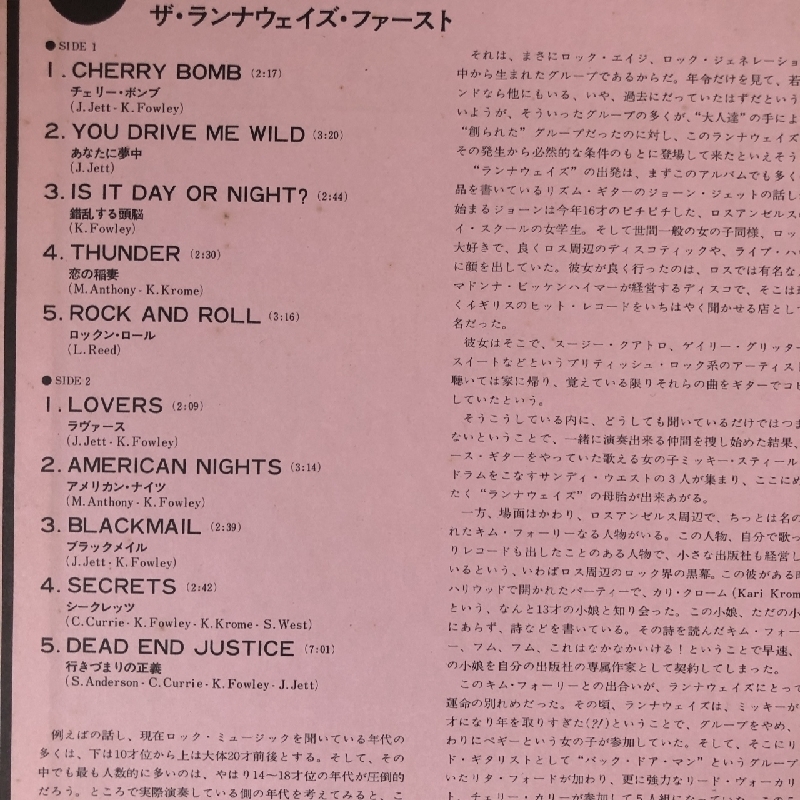 ザ・ランナウェイズ・ファースト
●SIDE 1
1. CHERRY BOMB (2:17)
チェリー・ボンブ
(J. Jett - K. Fowley)
2. YOU DRIVE ME WILD (3:20)
あなたに夢中
(J. Jett)
3. IS IT DAY OR NIGHT? (2:44)
錯乱する頭脳
(K. Fowley)
4. THUNDER (2:30)
恋の稲妻
(M. Anthony - K. Krome)
5. ROCK AND ROLL (3:16)
ロックン・ロール
(L. Reed)
●SIDE 2
1. LOVERS (2:09)
ラヴァース
(J. Jett - K. Fowley)
2. AMERICAN NIGHTS (3:14)
アメリカン・ナイツ
(M. Anthony - K. Fowley)
3. BLACKMAIL (2:39)
ブラックメイル
(J. Jett - K. Fowley)
4. SECRETS (2:42)
シークレッツ
(C. Currie - K. Fowley - K. Krome - S. West)
5. DEAD END JUSTICE (7:01)
行きづまりの正義
(S. Anderson - C. Currie - K. Fowley - J. Jett)
例えばの話し、現在ロック・ミュージックを聞いている年代の
多くは、下は10才位から上は大体20才前後とする。そして、その
中でも最も人数的に多いのは、やはり14〜18才位の年代が圧倒的
だろう。ところで実際演奏している側の年代を考えてみると、こ
それは、まさにロック・エイジ、ロック・ジェネレーショ
中から生まれたグループであるからだ。年令だけを見て、若
ンドなら他にもいる、いや、過去にだっていたはずだという
いようが、そういったグループの多くが、“大人達”の手によ
“創られた”グループだったのに対し、このランナウェイズ
その発生から必然的な条件のもとに登場して来たといえそう
“ランナウェイズ”の出発は、まずこのアルバムでも多く
品を書いているリズム・ギターのジョーン・ジェットの話し
始まるジョーンは今年16才のピチピチした、ロスアンゼルスの
イ・スクールの女学生。そして世間一般の女の子同様、ロッ
大好きで、良くロス周辺のディスコティックや、ライブ・ハ
に顔を出していた。彼女が良く行ったのは、ロスでは有名な
マドンナ・ビッケンハイマーが経営するディスコで、そこは
くイギリスのヒット・レコードをいちはやく聞かせる店とし
名だった。
彼女はそこで、スージー・クアトロ、ゲイリー・グリッター
スイートなどというブリティッシュ・ロック系のアーティス
聴いては家に帰り、覚えている限りそれらの曲をギターでコピ
していたという。
そうこうしている内に、どうしても聞いているだけではつま
ないということで、一緒に演奏出来る仲間を捜し始めた結果、
ース・ギターをやっていて歌える女の子ミッキー・スティール
ドラムをこなすサンディ・ウエストの3人が集まり、ここにめ
たく“ランナウェイズ”の母胎が出来あがる。
一方、場面はかわり、ロスアンゼルス周辺で、ちっとは名の
れたキム・フォーリーなる人物がいる。この人物、自分で歌っ
りレコードも出したことのある人物で、小さな出版社も経営し
いるという、いわばロス周辺のロック界の黒幕。この彼がある
ハリウッドで開かれたパーティーで、カリ・クローム (Kari Krom
という、なんと13才の小娘と知り会った。この小娘、ただの小
にあらず、詩などを書いている。その詩を読んだキム・フォー
ー、フム、フム、これはなかなかいける！ということで早速、
の小娘を自分の出版社の専属作家として契約してしまった。
このキム・フォーリーとの出合いが、ランナウェイズにとって
運命の別れめだった。その頃、ランナウェイズは、ミッキーが
才になり年を取りすぎた(?!)ということで、グループをやめ、
わりにペギーという女の子が参加していた。そして、そこにリ
ド・ギタリストとして“バック・ドア・マン”というグループ
いたリタ・フォードが加わり、更に強力なリード・ヴォーカリ
ト、チェリー・カリーが参加して5人組になっていた。